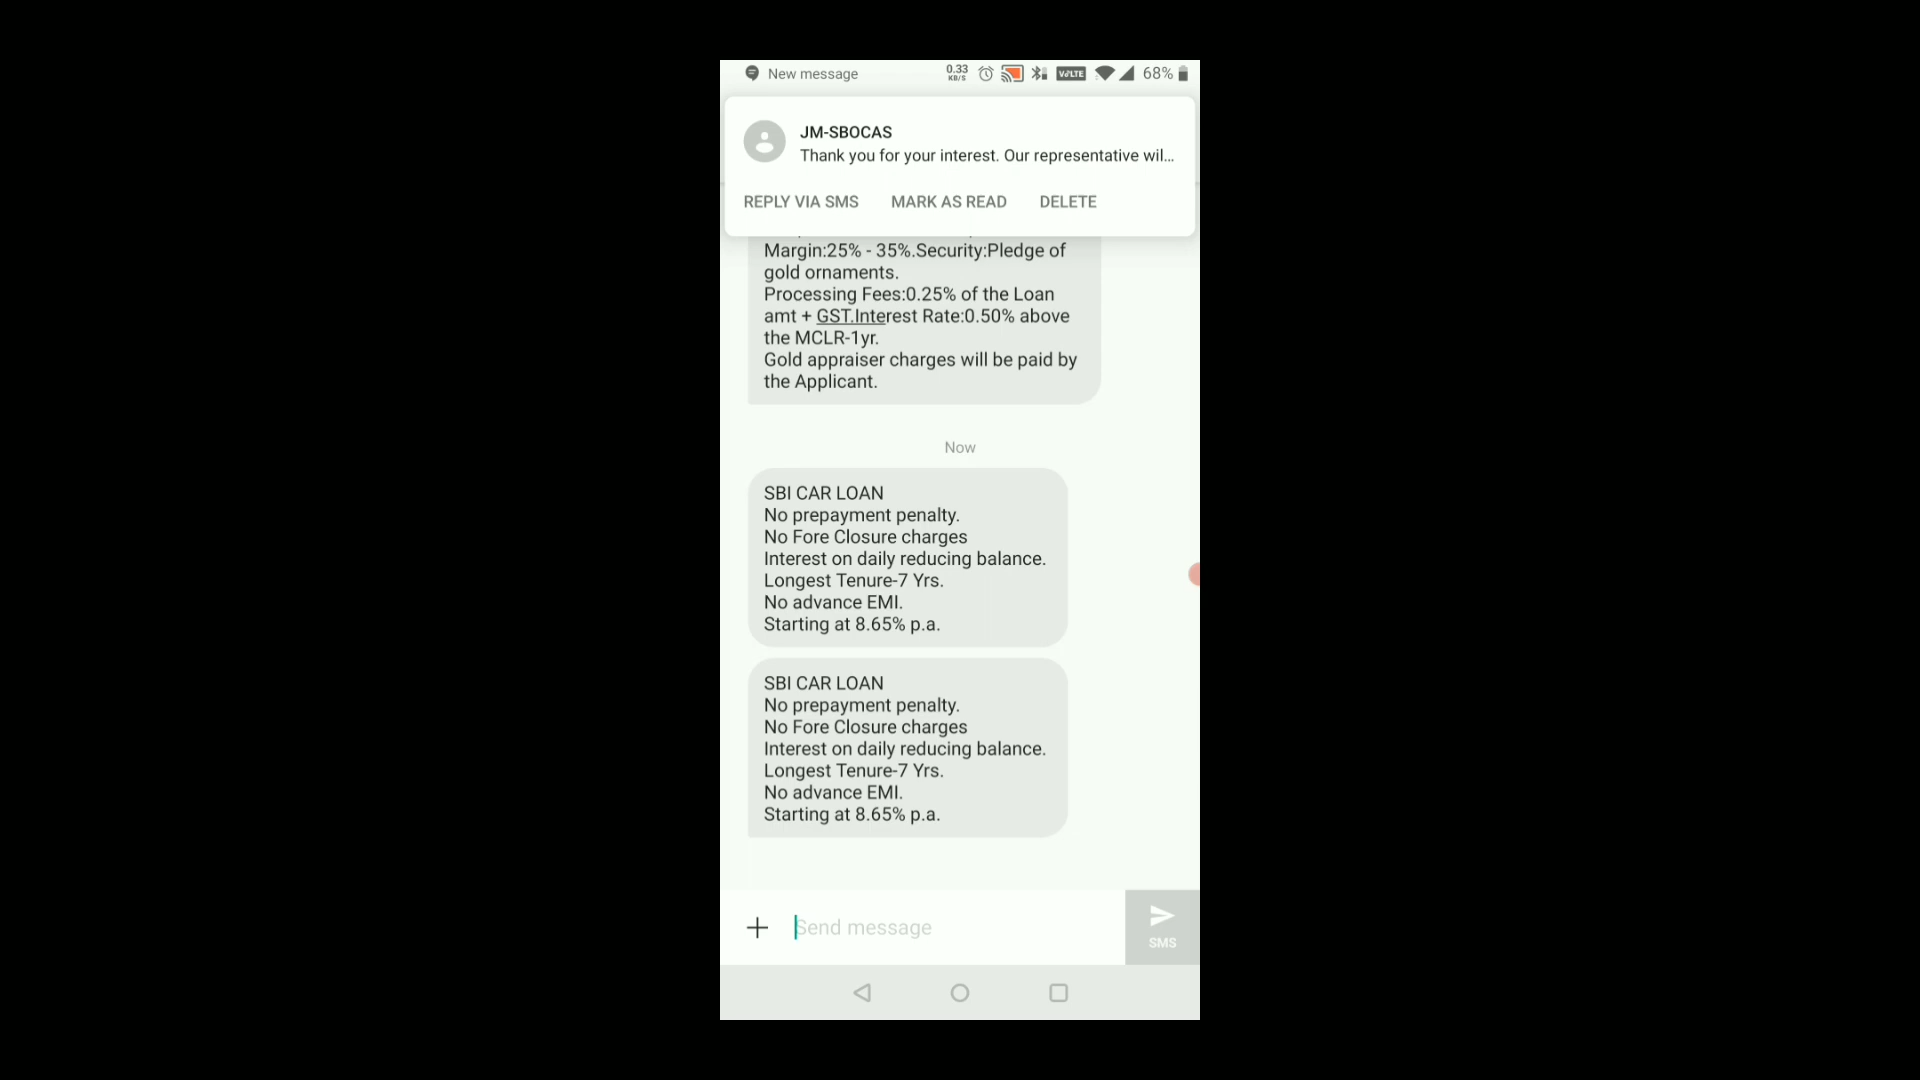 New message
0.33
KB/S
VoLTE
68%
JM-SBOCAS
Thank you for your interest. Our representative wil...
REPLY VIA SMS MARK AS READ DELETE
Margin:25% - 35%.Security:Pledge of
gold ornaments.
Processing Fees:0.25% of the Loan
amt + GST.Interest Rate:0.50% above
the MCLR-1yr.
Gold appraiser charges will be paid by
the Applicant.
Now
SBI CAR LOAN
No prepayment penalty.
No Fore Closure charges
Interest on daily reducing balance.
Longest Tenure-7 Yrs.
No advance EMI.
Starting at 8.65% p.a.
SBI CAR LOAN
No prepayment penalty.
No Fore Closure charges
Interest on daily reducing balance.
Longest Tenure-7 Yrs.
No advance EMI.
Starting at 8.65% p.a.
Send message
SMS